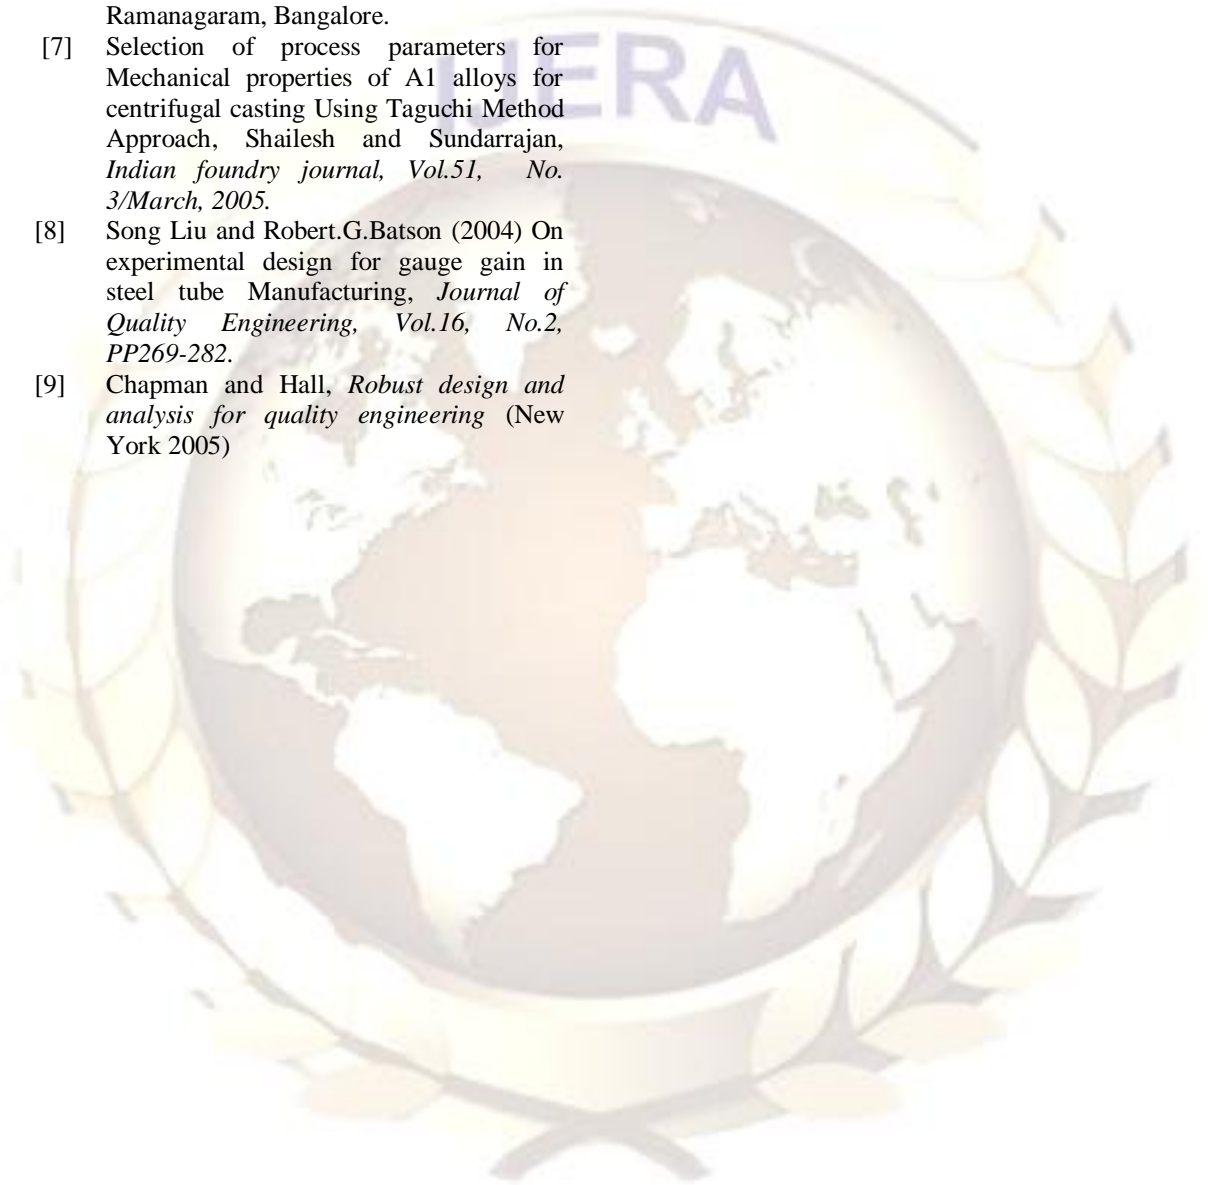 IJERA
Ramanagaram, Bangalore.
[7] Selection of process parameters for
Mechanical properties of A1 alloys for
centrifugal casting Using Taguchi Method
Approach, Shailesh and Sundarrajan,
Indian foundry journal, Vol.51, No.
3/March, 2005.
[8] Song Liu and Robert.G.Batson (2004) On
experimental design for gauge gain in
steel tube Manufacturing, Journal of
Quality Engineering, Vol.16, No.2,
PP269-282.
[9] Chapman and Hall, Robust design and
analysis for quality engineering (New
York 2005)